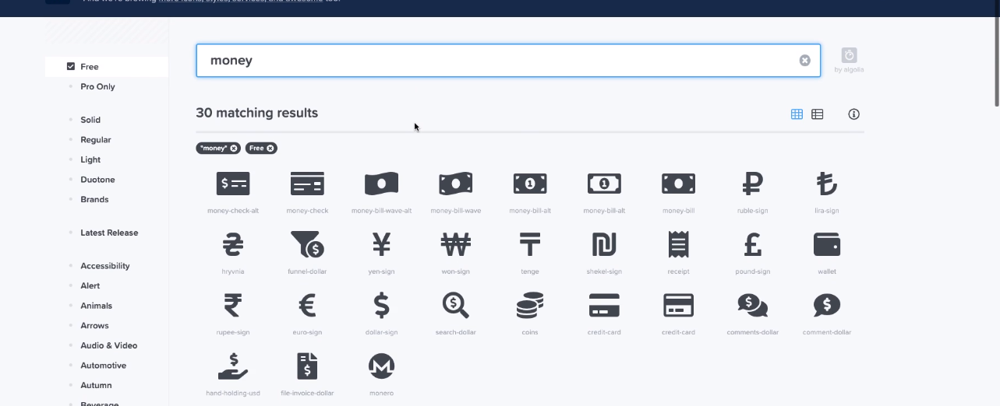 And we're brewing more icons, styles, services, and awesome too.
money
by algolia
Free
Pro Only
Solid
Regular
Light
Duotone
Brands
Latest Release
Accessibility
Alert
Animals
Arrows
Audio & Video
Automotive
Autumn
Beverage
30 matching results
"money" Free
money-check-alt money-check money-bill-wave-alt money-bill-wave money-bill-alt money-bill-alt money-bill ruble-sign lira-sign
hryvnia funnel-dollar yen-sign won-sign tenge shekel-sign receipt pound-sign wallet
rupee-sign euro-sign dollar-sign search-dollar coins credit-card credit-card comments-dollar comment-dollar
hand-holding-usd file-invoice-dollar monero